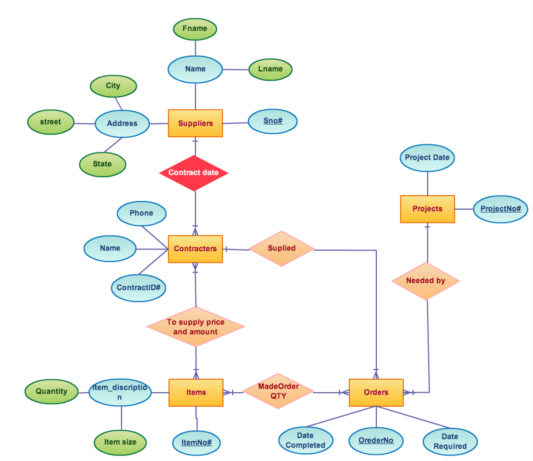 Fname
Name
Lname
City
street
Address
State
Suppliers
Sno#
Contract date
Project Date
Projects
ProjectNo#
Phone
Name
ContractID#
Contracters
Suplied
Needed by
To supply price
and amount
Quantity
Item_discriptio
n
Item size
Items
ItemNo#
MadeOrder
QTY
Orders
Date
Completed
OrederNo
Date
Required